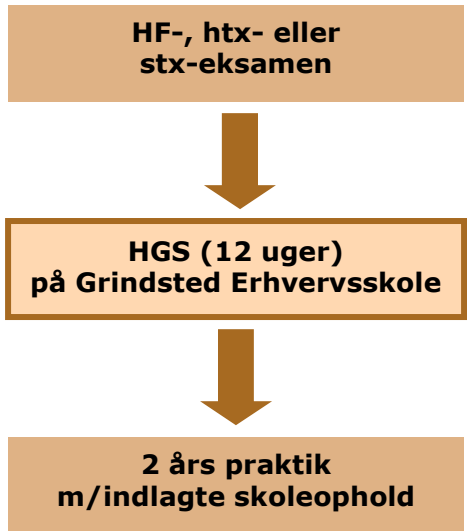 HF-, htx- eller
stx-eksamen
HGS (12 uger)
på Grindsted Erhvervsskole
2 års praktik
m/indlagte skoleophold